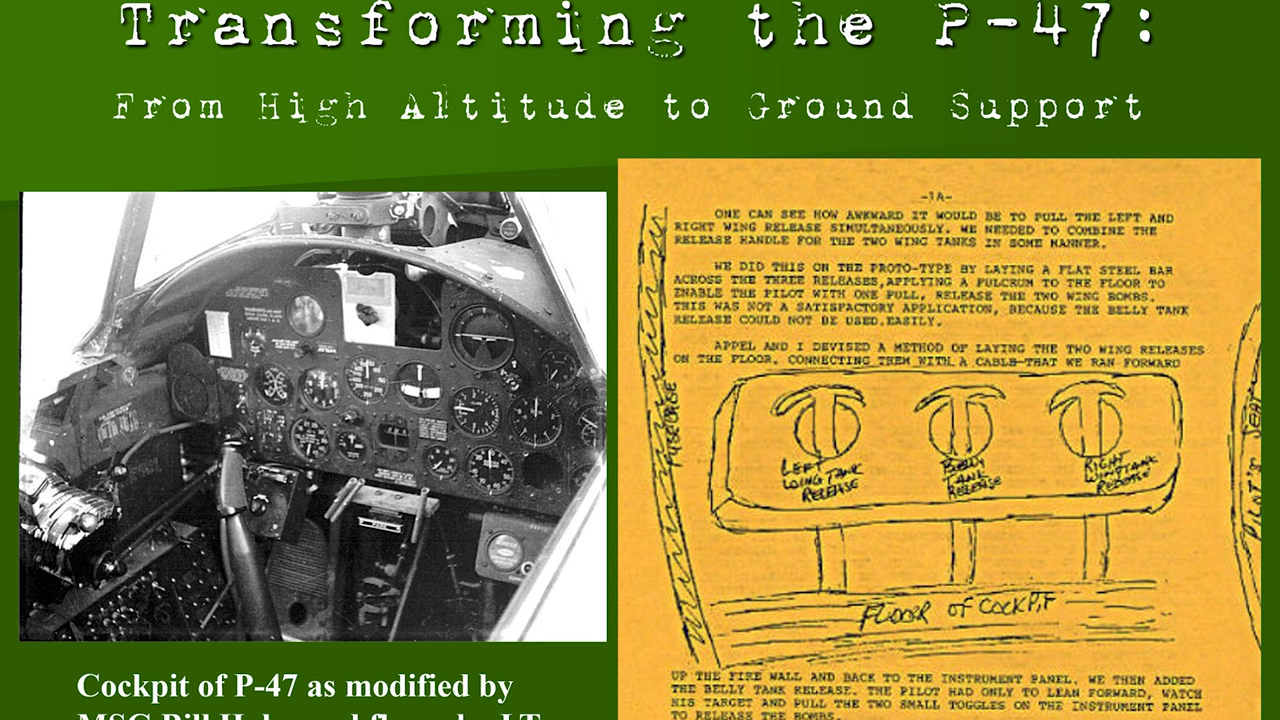 Transforming the P-47:
From High Altitude to Ground Support
-1A-
ONE CAN SEE HOW AWKWARD IT WOULD BE TO PULL THE LEFT AND
RIGHT WING RELEASE SIMULTANEOUSLY. WE NEEDED TO COMBINE THE
RELEASE HANDLE FOR THE TWO WING TANKS IN SOME MANNER.
WE DID THIS ON THE PROTO-TYPE BY LAYING A FLAT STEEL BAR
ACROSS THE THREE RELEASES,APPLYING A FULCRUM TO THE FLOOR TO
ENABLE THE PILOT WITH ONE PULL, RELEASE THE TWO WING BOMBS.
THIS WAS NOT A SATISFACTORY APPLICATION, BECAUSE THE BELLY TANK
RELEASE COULD NOT BE USED.EASILY.
APPEL AND I DEVISED A METHOD OF LAYING THE TWO WING RELEASES
ON THE FLOOR. CONNECTING THEM WITH A CABLE THAT WE RAN FORWARD
LEFT
WING TANK
RELEASE
BELLY
TANK
RELEASE
RIGHT
WING TANK
RELEASE
FUSELAGE
PILOT'S SEAT
FLOOR OF COCKPIT
UP THE FIRE WALL AND BACK TO THE INSTRUMENT PANEL. WE THEN ADDED
THE BELLY TANK RELEASE. THE PILOT HAD ONLY TO LEAN FORWARD, WATCH
HIS TARGET AND PULL THE TWO SMALL TOGGLES ON THE INSTRUMENT PANEL
TO RELEASE THE BOMBS.
Cockpit of P-47 as modified by